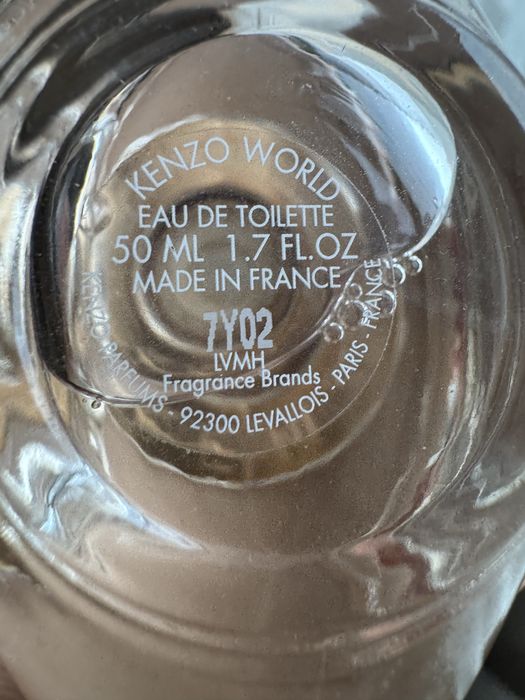 KENZO WORLD
EAU DE TOILETTE
50 ML 1.7 FL.OZ
MADE IN FRANCE
7Y02
LVMH
Fragrance Brands
KENZO PARFUMS - 92300 LEVALLOIS - PARIS - FRANCE